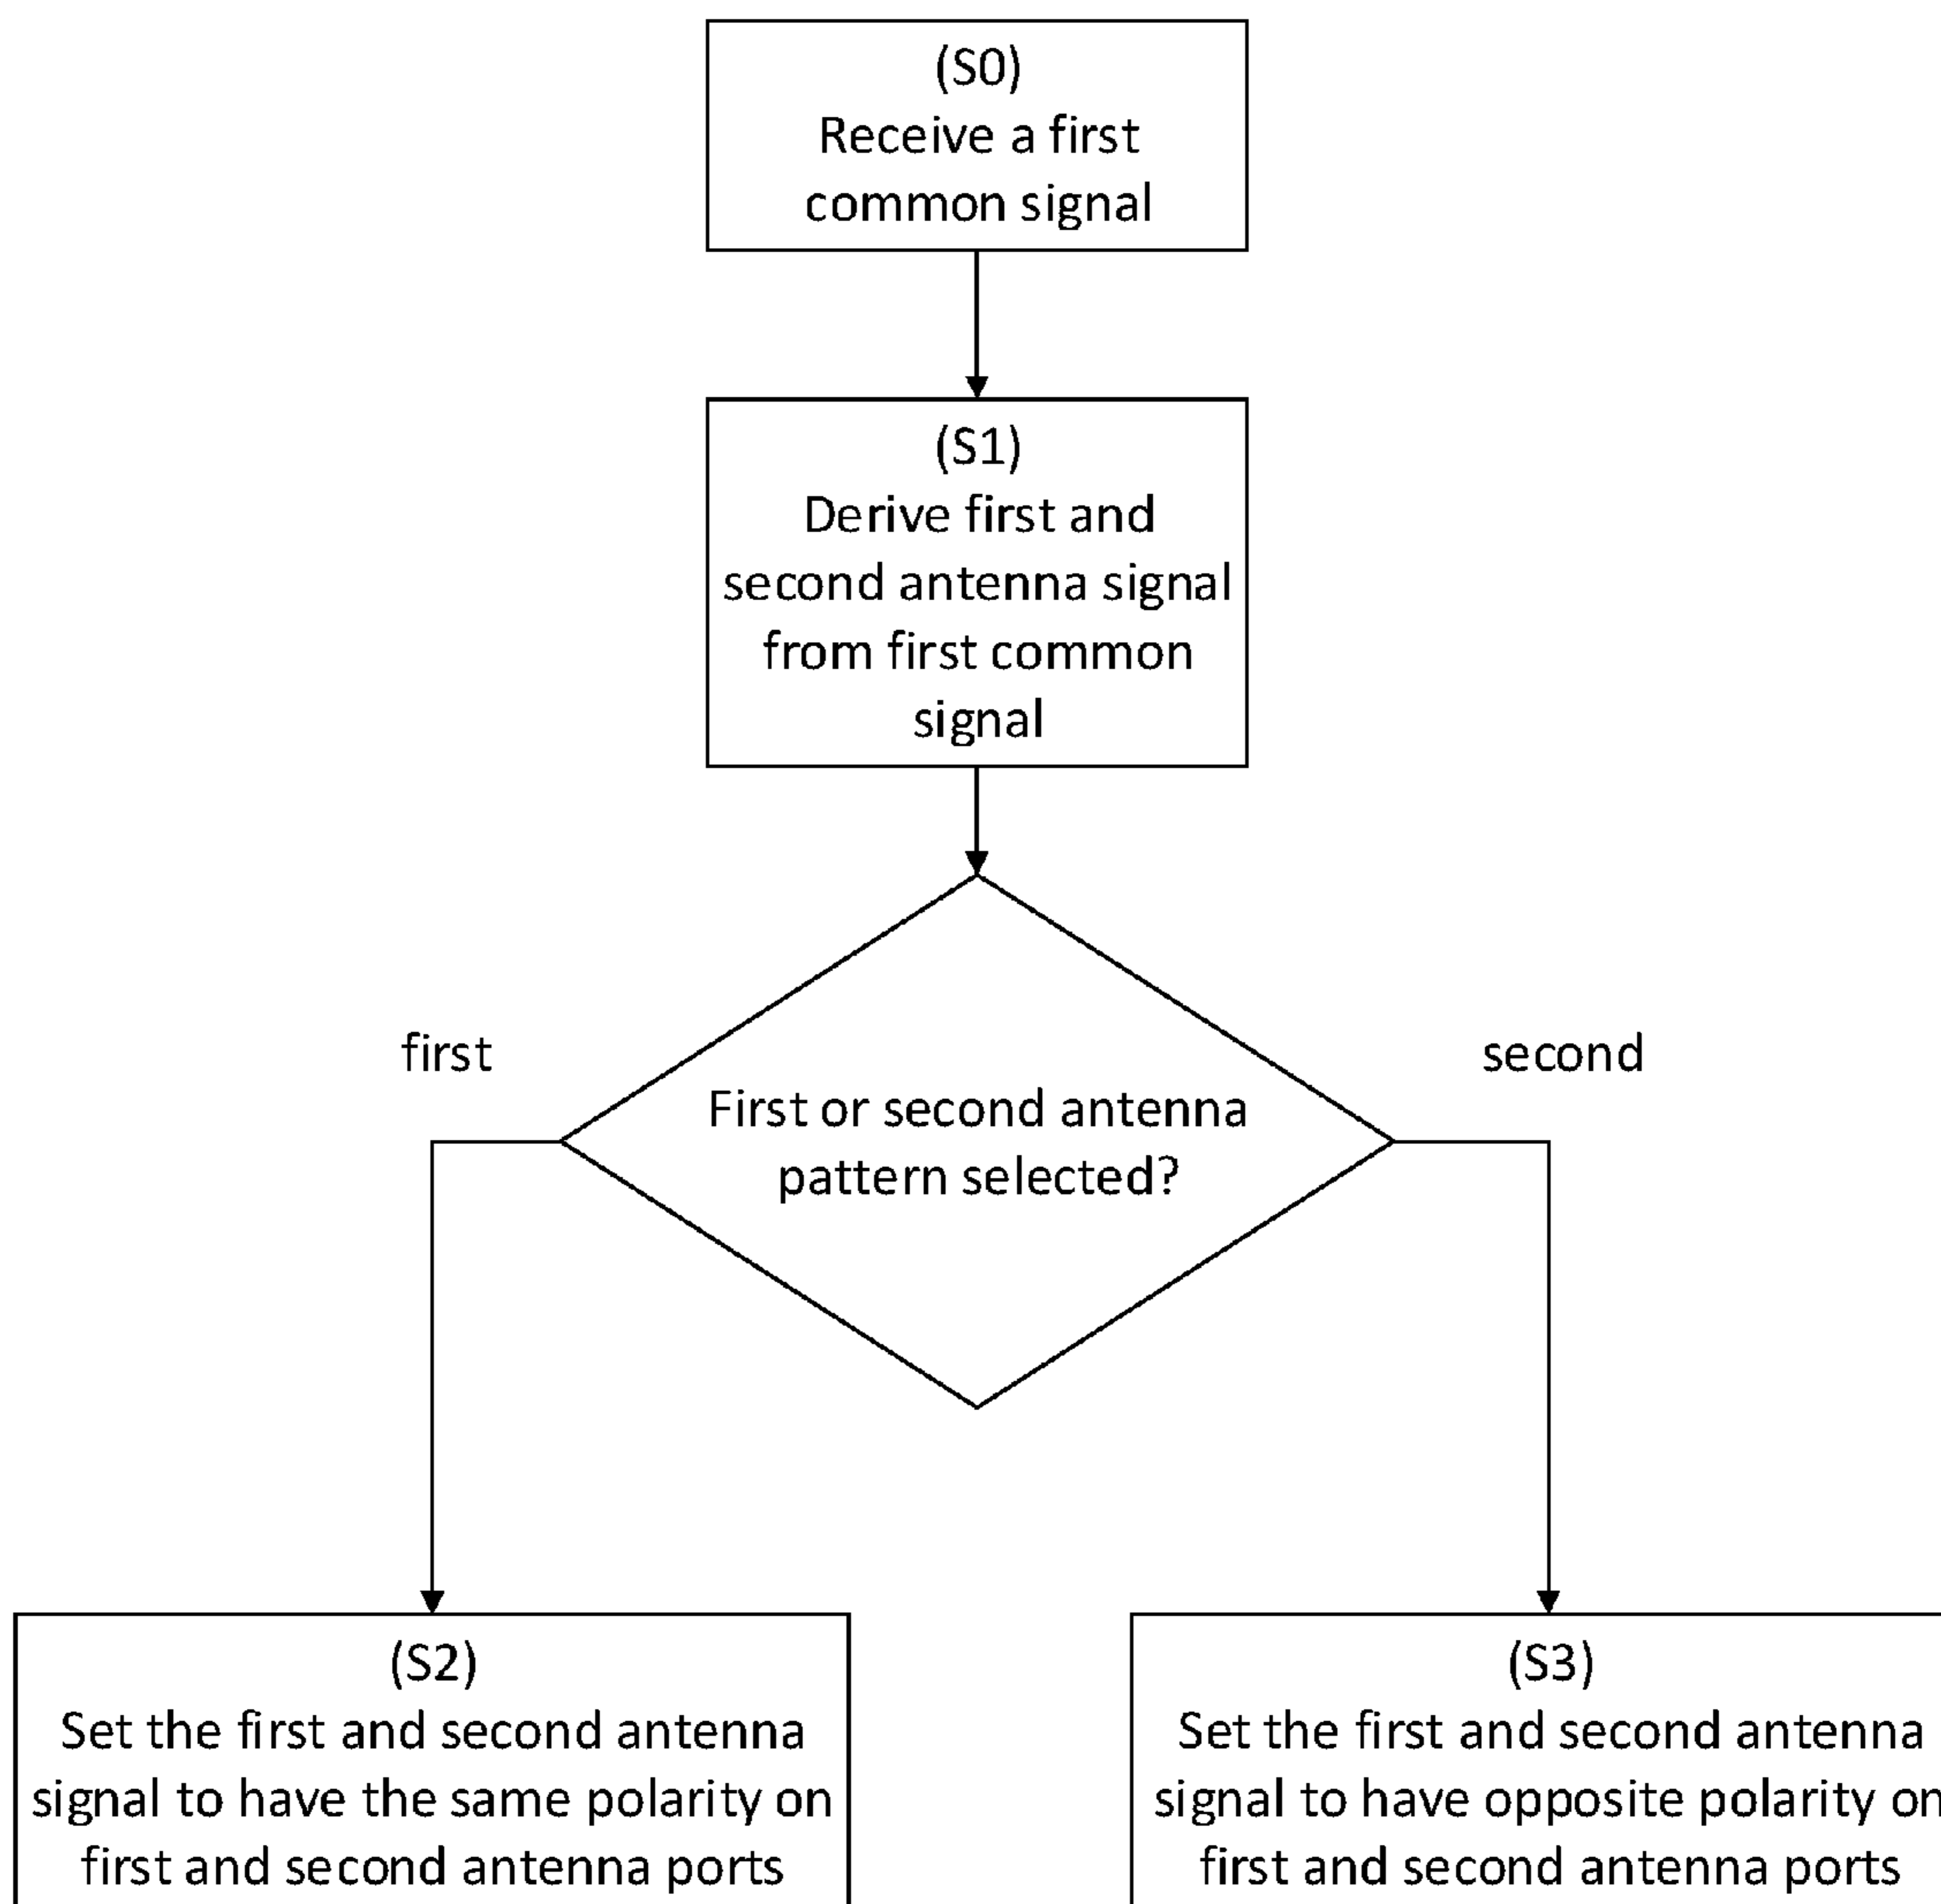 (S0)
Receive a first
common signal
(S1)
Derive first and
second antenna signal
from first common
signal
first
second
First or second antenna
pattern selected?
(S2)
Set the first and second antenna
signal to have the same polarity on
first and second antenna ports
(S3)
Set the first and second antenna
signal to have opposite polarity on
first and second antenna ports